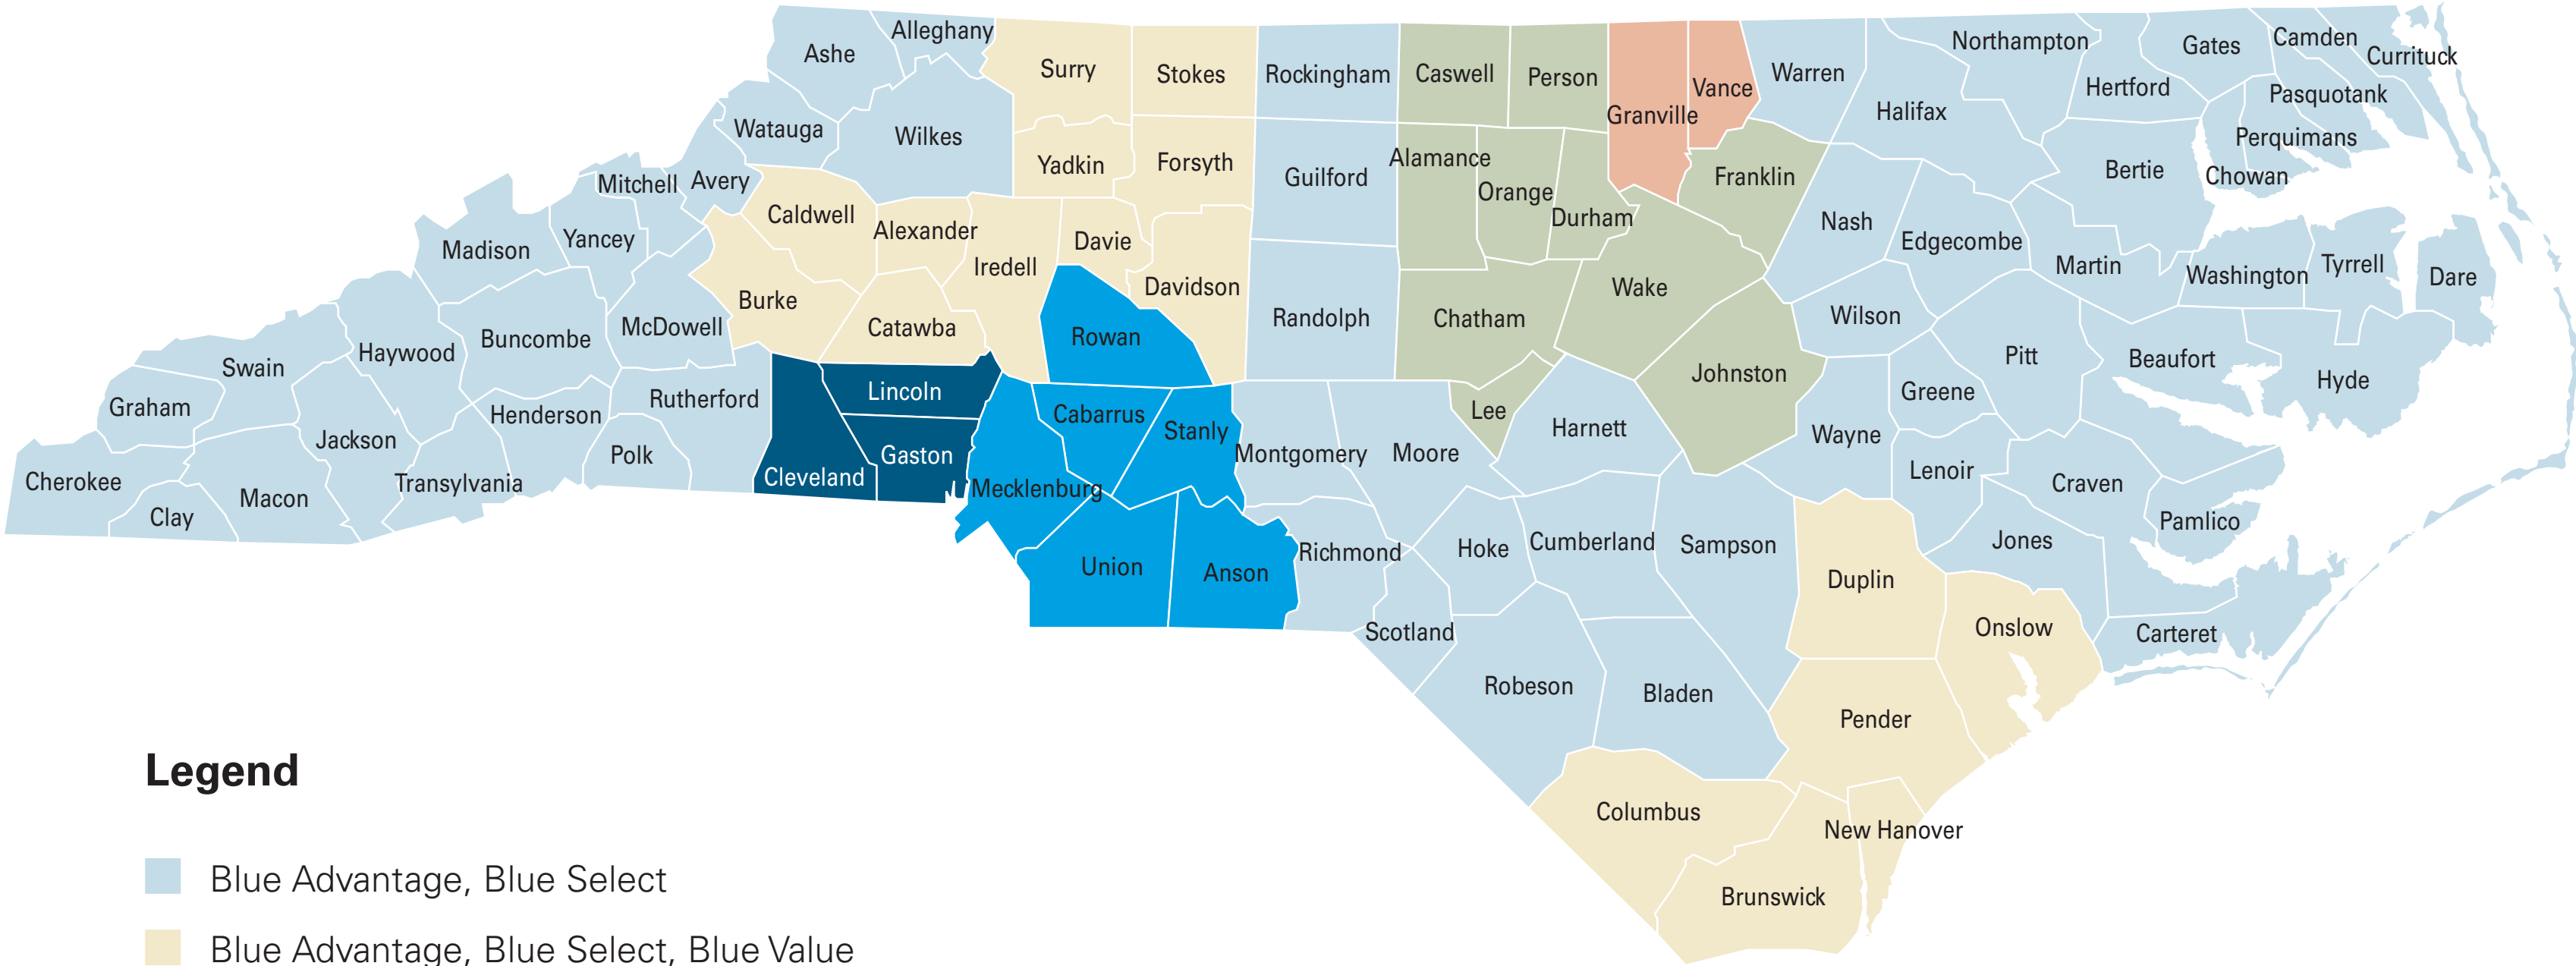 Alleghany
Ashe
Surry
Stokes
Rockingham
Caswell
Person
Granville
Vance
Warren
Northampton
Gates
Camden
Currituck
Hertford
Pasquotank
Halifax
Watauga
Wilkes
Yadkin
Forsyth
Guilford
Alamance
Orange
Durham
Franklin
Nash
Edgecombe
Bertie
Perquimans
Chowan
Mitchell
Avery
Caldwell
Alexander
Iredell
Davie
Davidson
Randolph
Chatham
Wake
Wilson
Martin
Washington
Tyrrell
Dare
Madison
Yancey
Burke
Catawba
Rowan
Buncombe
McDowell
Haywood
Swain
Graham
Johnston
Pitt
Beaufort
Hyde
Greene
Lincoln
Rutherford
Henderson
Cabarrus
Stanly
Lee
Harnett
Wayne
Jackson
Polk
Gaston
Cleveland
Montgomery
Moore
Lenoir
Craven
Cherokee
Clay
Macon
Transylvania
Mecklenburg
Pamlico
Union
Anson
Richmond
Hoke
Cumberland
Sampson
Duplin
Jones
Scotland
Onslow
Carteret
Robeson
Bladen
Pender
Columbus
New Hanover
Brunswick
Legend
Blue Advantage, Blue Select
Blue Advantage, Blue Select, Blue Value